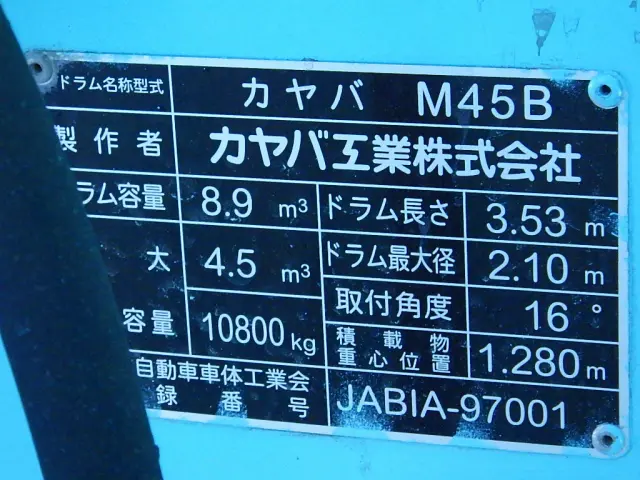 ドラム名称型式 カヤバ M45B
製作者 カヤバ工業株式会社
ラム容量 8.9 m³ ドラム長さ 3.53 m
大 4.5 m³ ドラム最大径 2.10 m
容量 10800kg 取付角度 16°
積載物
重心位置 1.280 m
自動車車体工業会
録番号 JABIA-97001